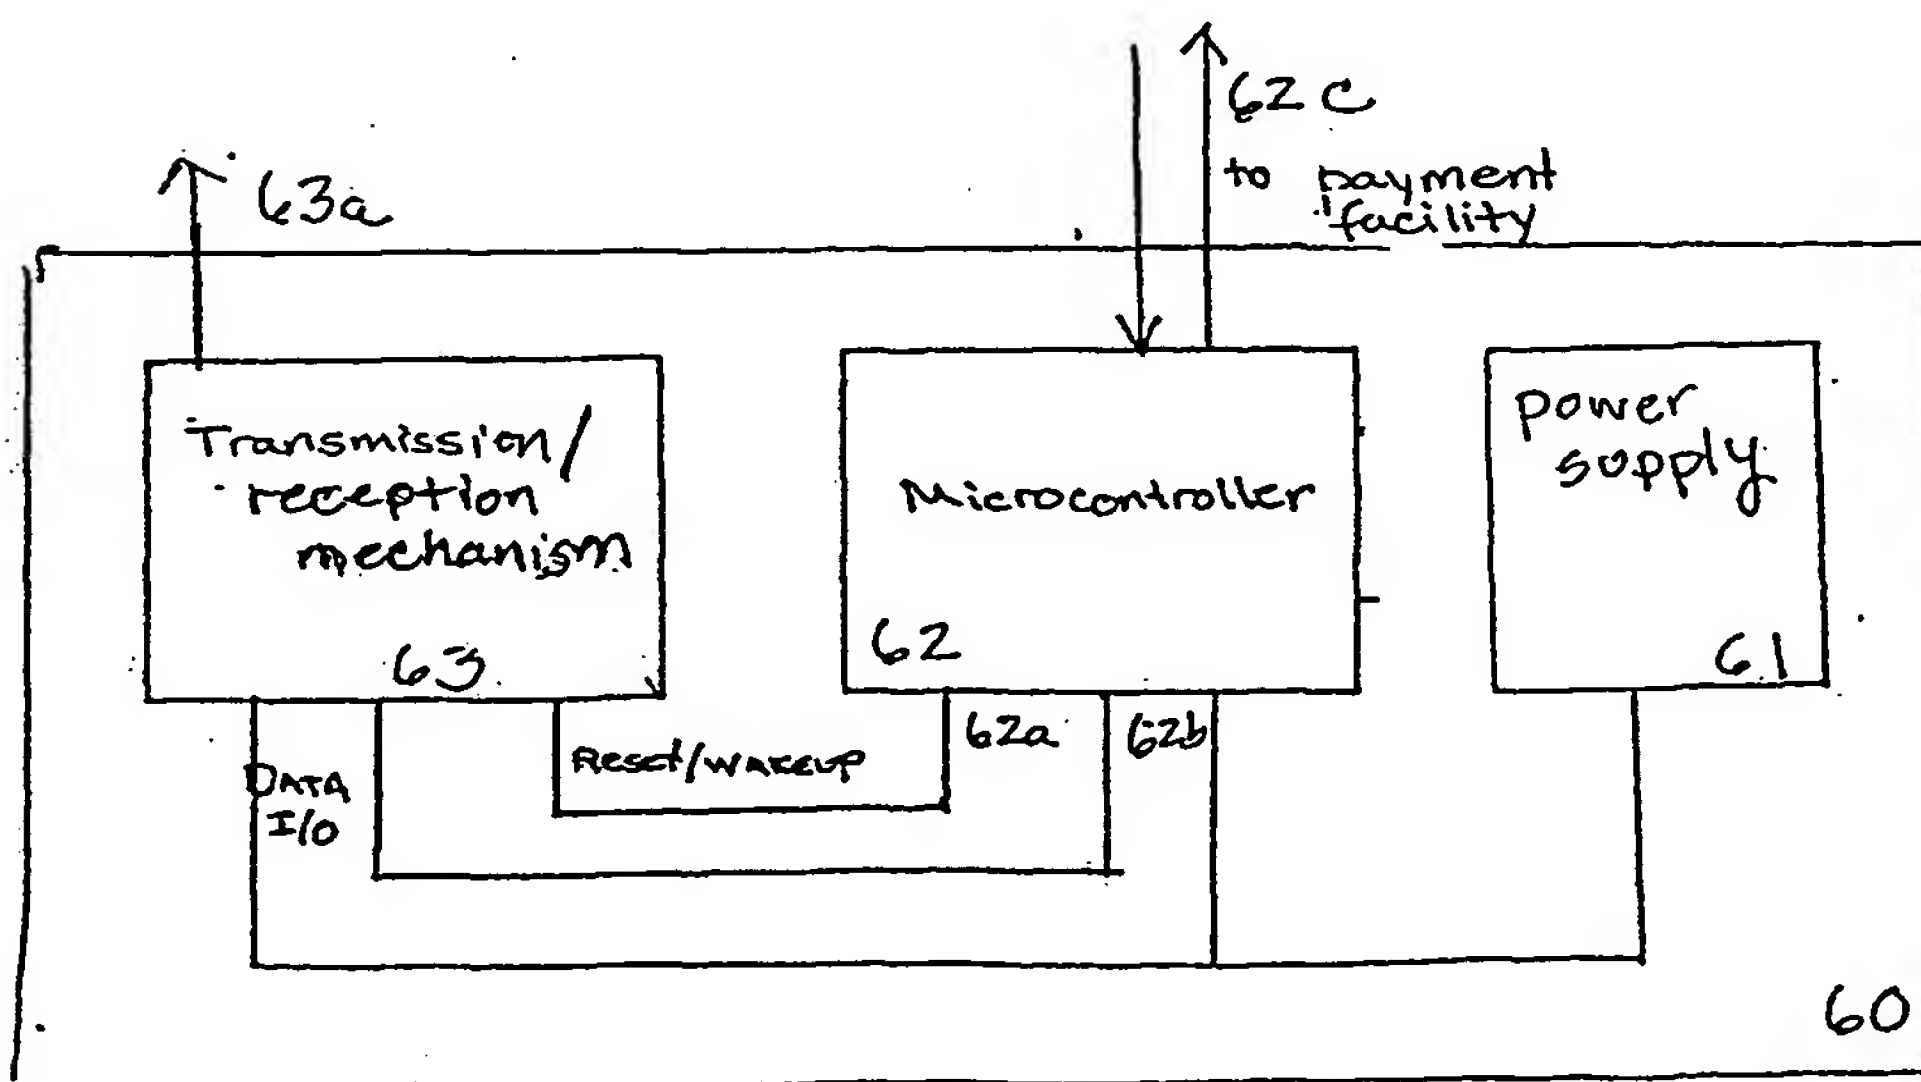 62c
to payment
facility
63a
Transmission/
reception
mechanism
63
Microcontroller
62
power
supply
61
62a
62b
Reset/WAKEUP
DATA
I/O
60